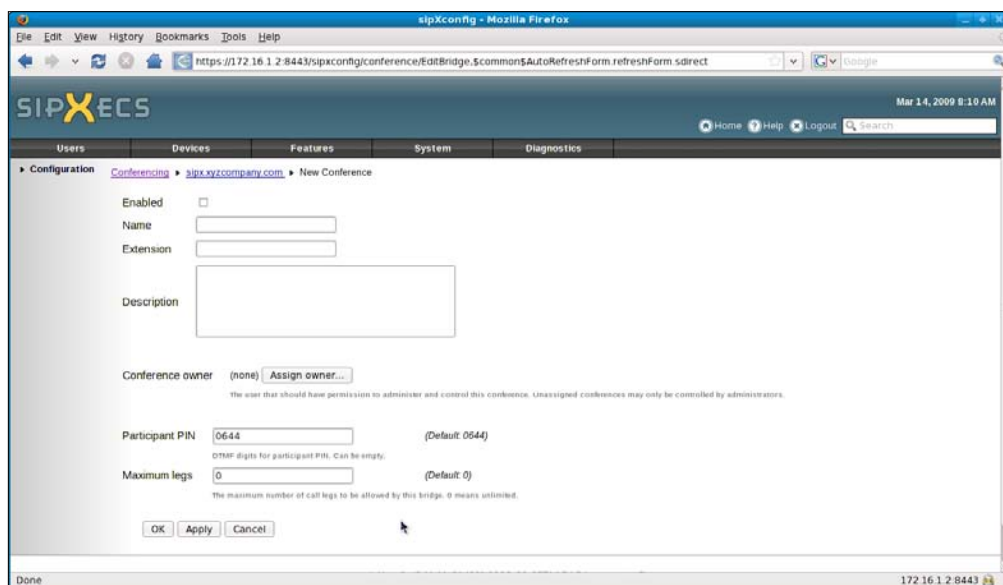 sipXconfig - Mozilla Firefox
File Edit View History Bookmarks Tools Help
https://172.16.1.2:8443/sipxconfig/conference/EditBridge,$common$AutoRefreshForm.refreshForm.sdirect
Google
SIPXECS
Mar 14, 2009 8:10 AM
Home Help Logout Search
Users Devices Features System Diagnostics
Configuration
Conferencing sipx.xyzcompany.com New Conference
Enabled
Name
Extension
Description
Conference owner (none) Assign owner...
The user that should have permission to administer and control this conference. Unassigned conferences may only be controlled by administrators.
Participant PIN 0644 (Default: 0644)
DTMF digits for participant PIN. Can be empty.
Maximum legs 0 (Default: 0)
The maximum number of call legs to be allowed by this bridge. 0 means unlimited.
OK Apply Cancel
Done 172.16.1.2:8443